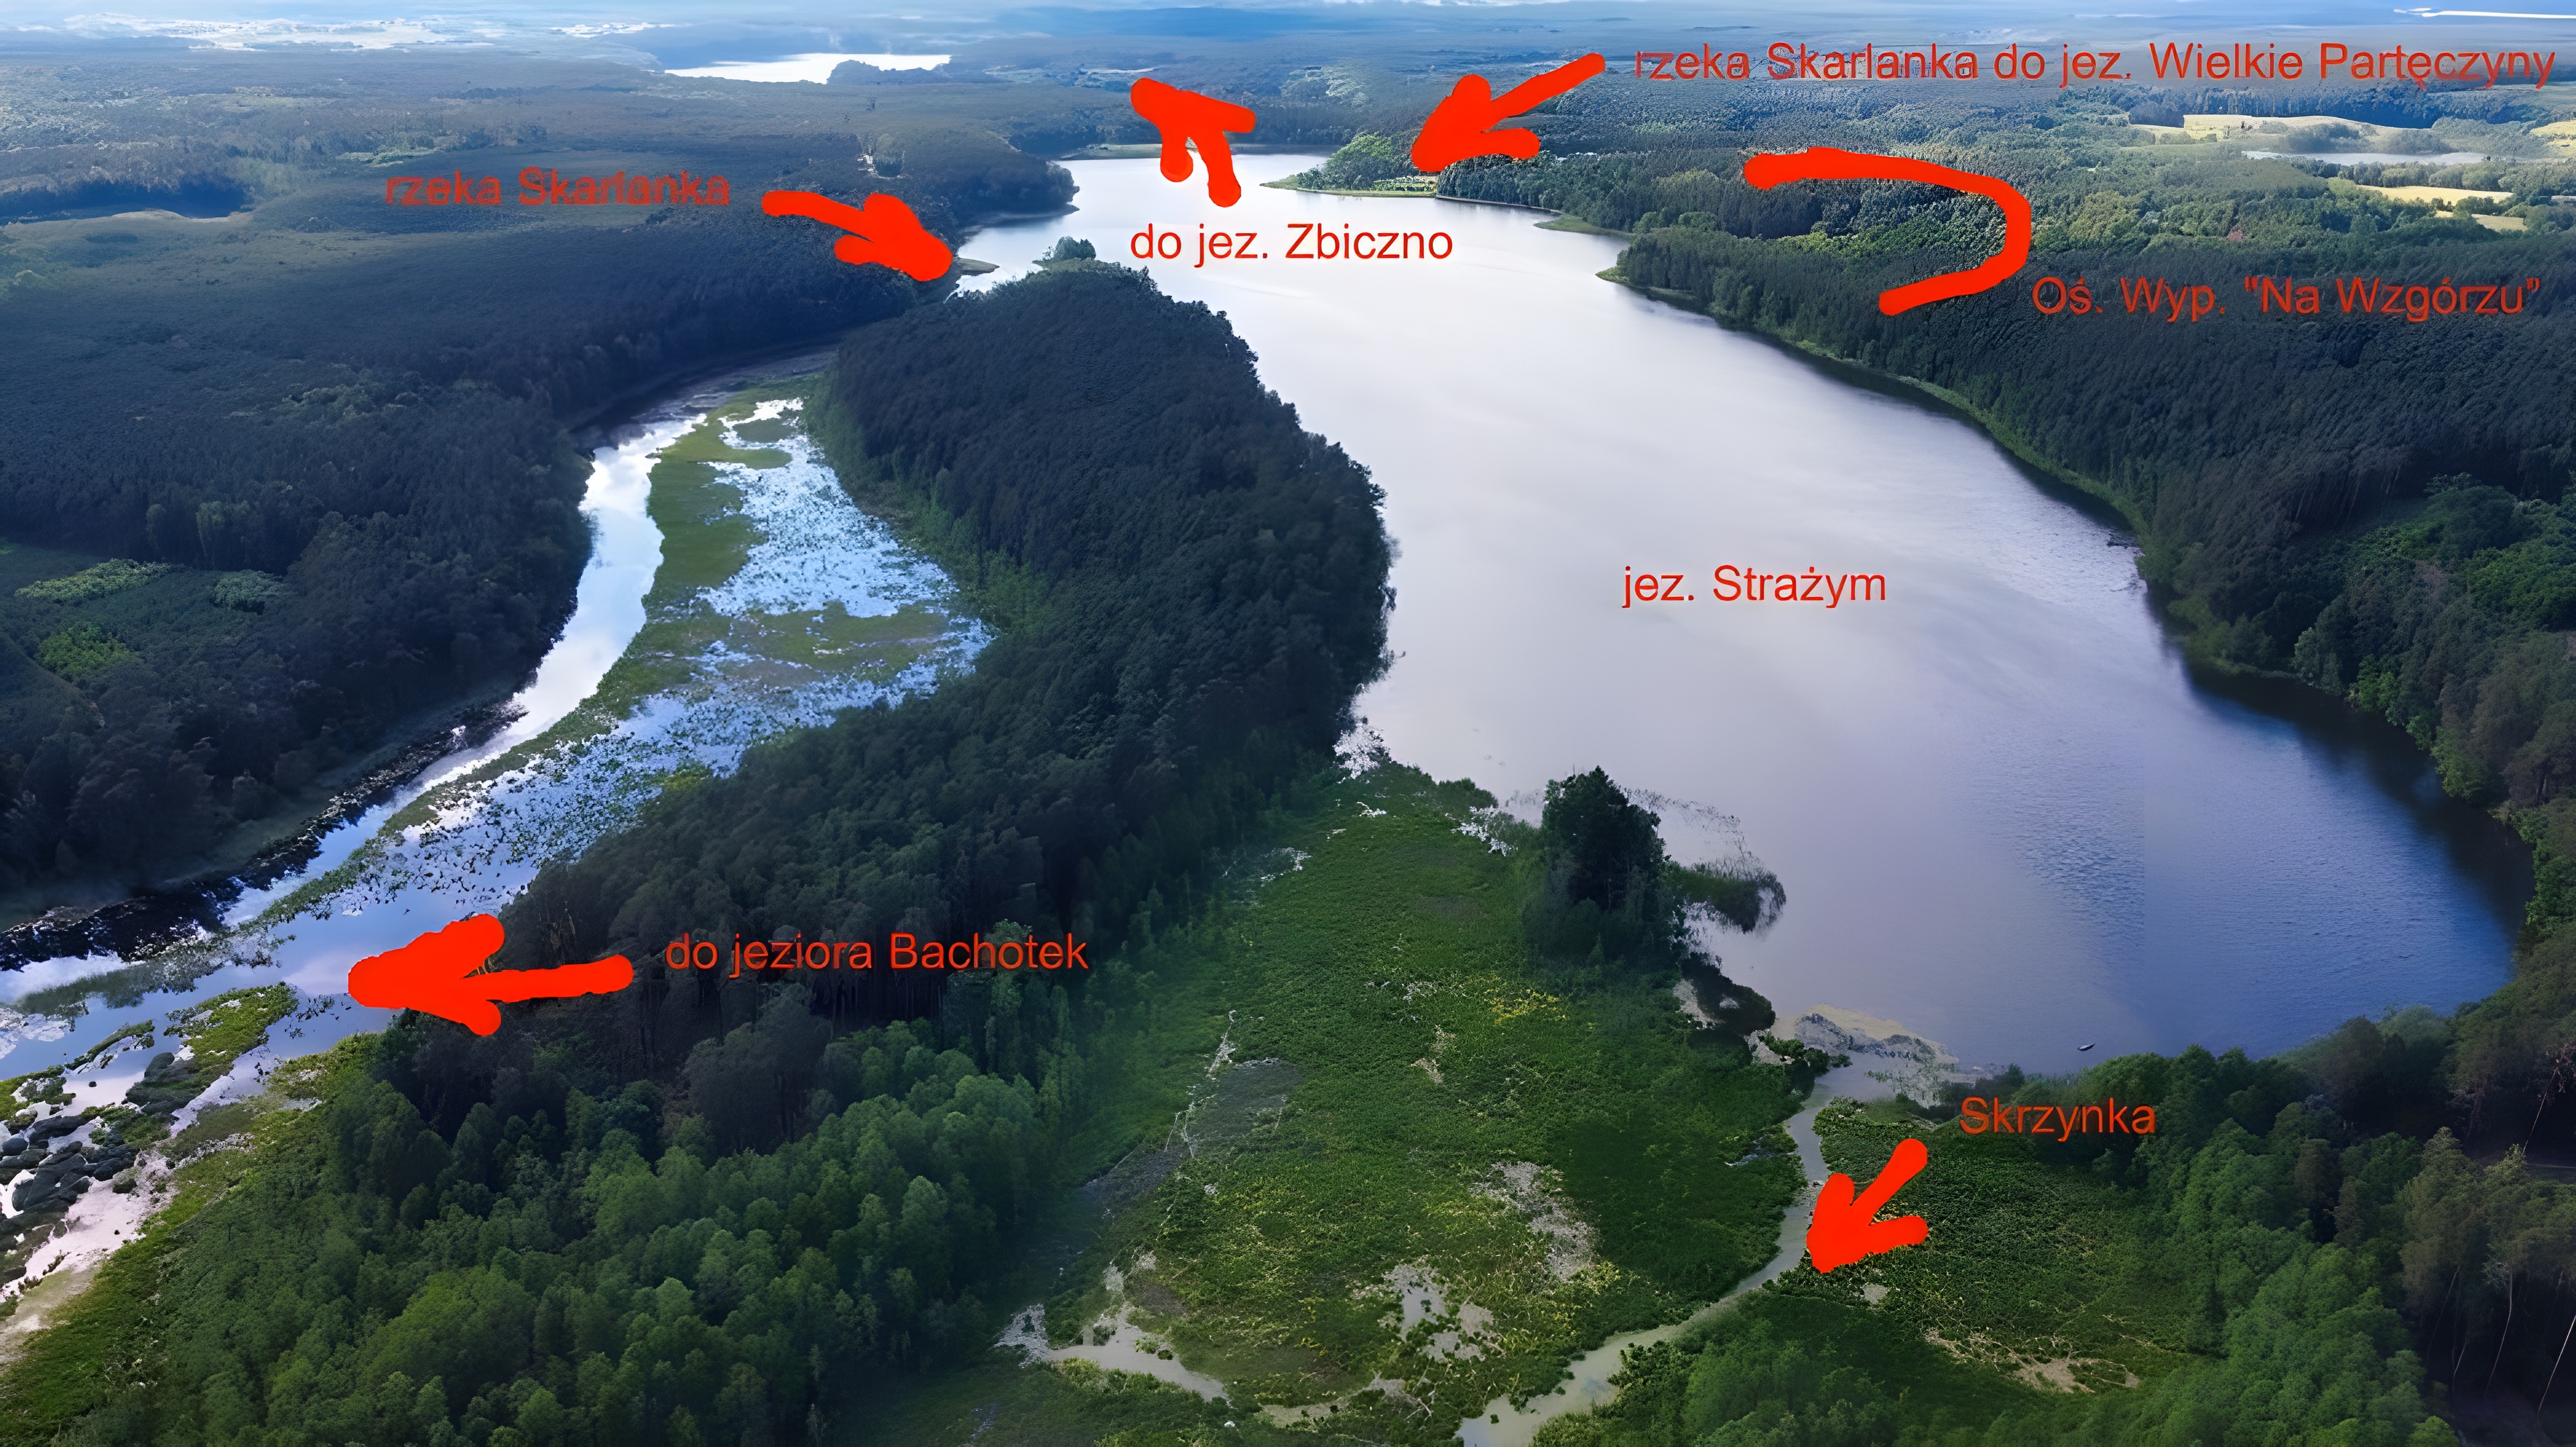 rzeka Skarlanka do jez. Wielkie Partęczyny
rzeka Skarlanka
do jez. Zbiczno
Oś. Wyp. "Na Wzgórzu"
jez. Strażym
do jeziora Bachotek
Skrzynka